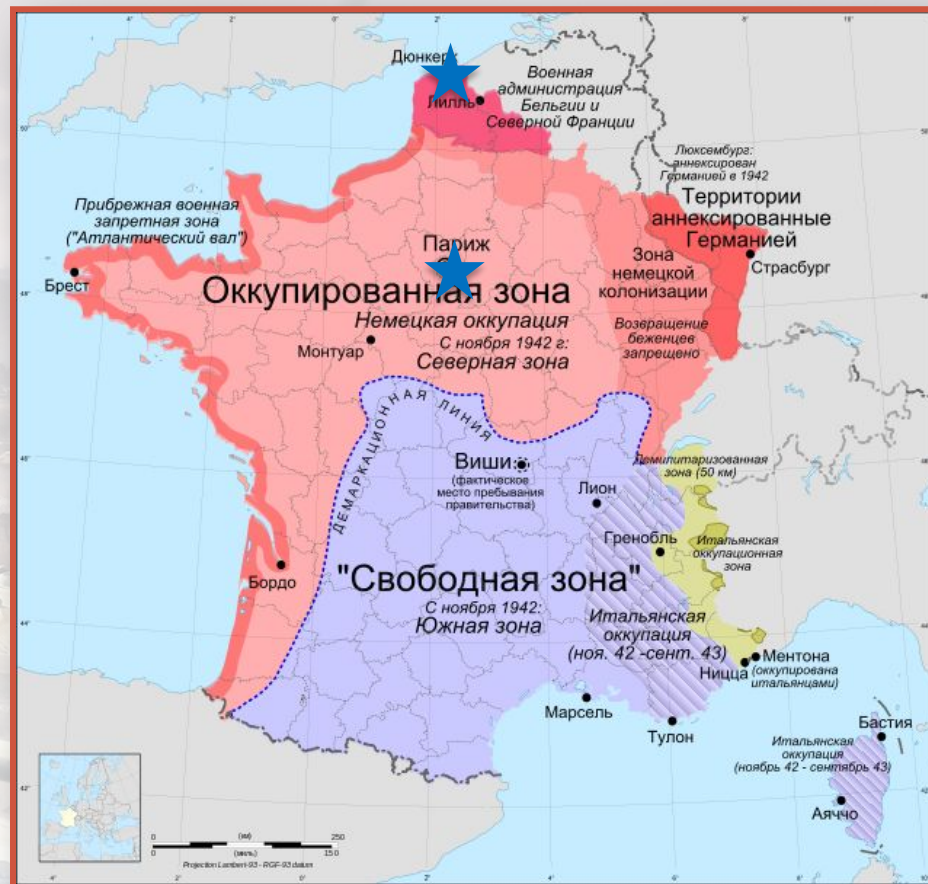 Дюнкерк
Лилль
Военная
администрация
Бельгии и
Северной Франции
Люксембург:
аннексирован
Германией в 1942
Территории
аннексированные
Германией
Страсбург
Прибрежная военная
запретная зона
("Атлантический вал")
Брест
Париж
Оккупированная зона
Немецкая оккупация
С ноября 1942 г:
Северная зона
Монтуар
Зона
немецкой
колонизации
Возвращение
беженцев
запрещено
ДЕМАРКАЦИОННАЯ ЛИНИЯ
Виши
(фактическое
место пребывания
правительства)
Демилитаризованная
зона (50 км)
Лион
Гренобль
Итальянская
оккупационная
зона
Бордо
"Свободная зона"
С ноября 1942:
Южная зона
Итальянская
оккупация
(ноя. 42 -сент. 43)
Ментона
(оккупирована
итальянцами)
Ницца
Марсель
Тулон
Бастия
Итальянская
оккупация
(ноябрь 42 - сентябрь 43)
Аяччо
0 (км) 250
0 (миль) 150
Projection Lambert-93 - RGF-93 datum